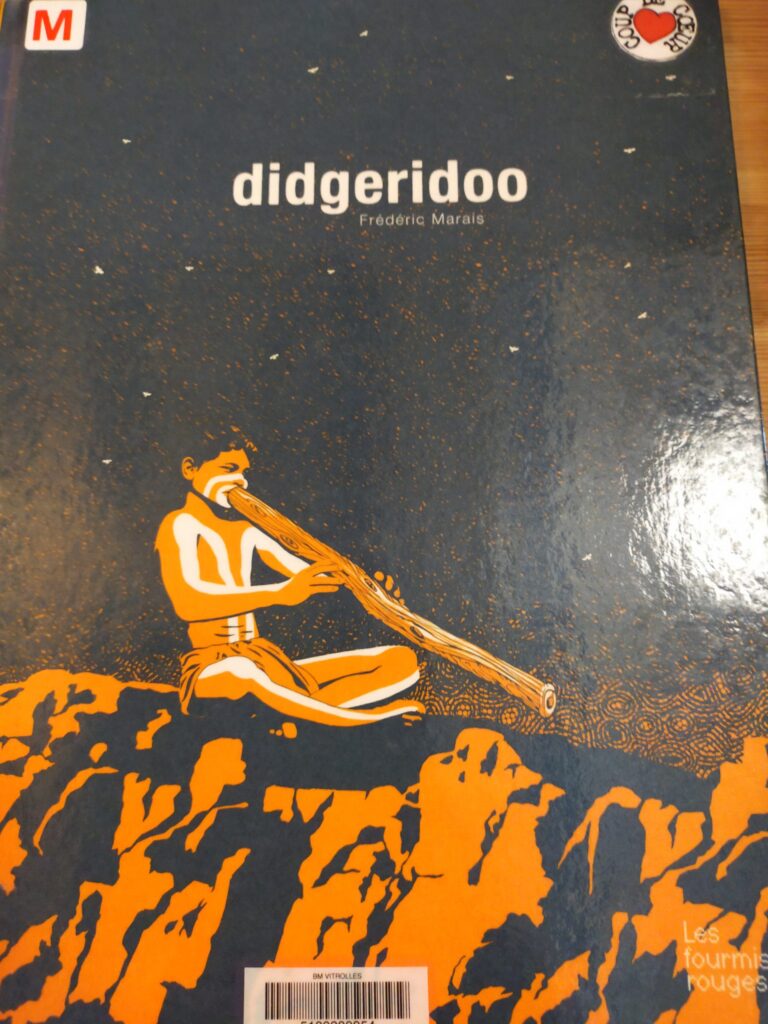 M
COUP DE CŒUR
didgeridoo
Frédéric Marais
Les
fourmis
rouges
BM VITROLLES